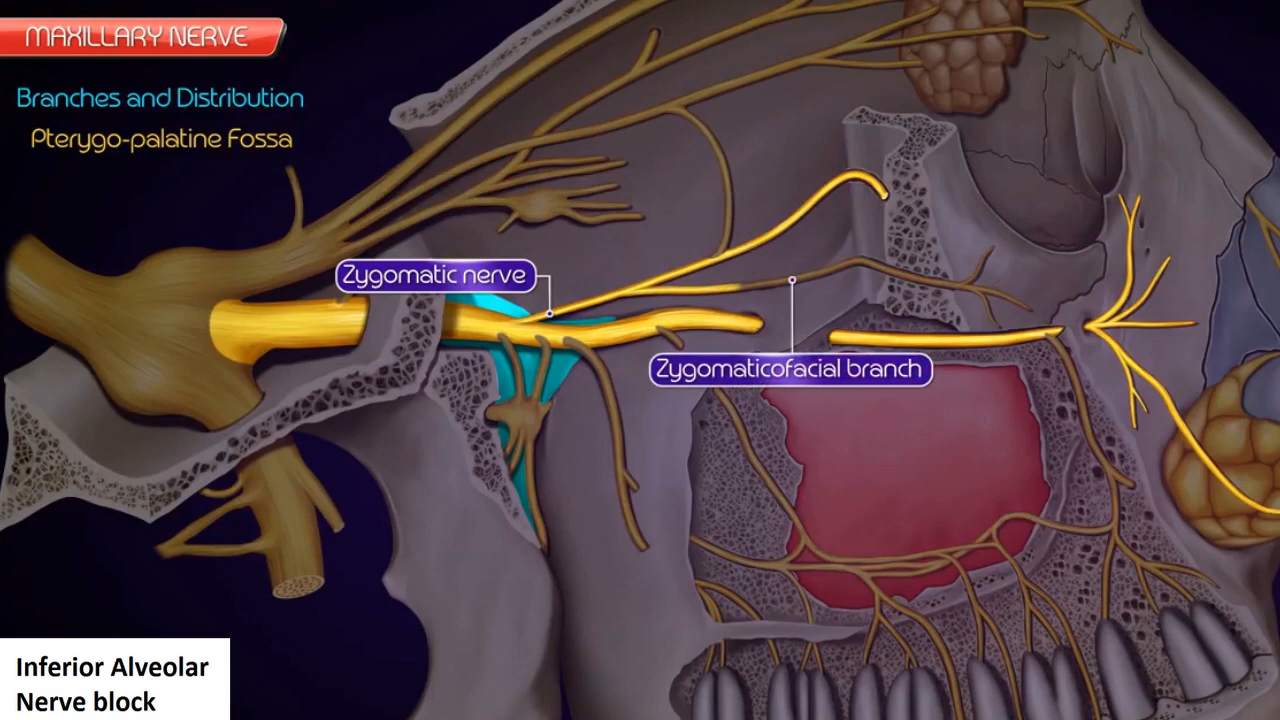 MAXILLARY NERVE
Branches and Distribution
Pterygo-palatine Fossa
Zygomatic nerve
Zygomaticofacial branch
Inferior Alveolar
Nerve block